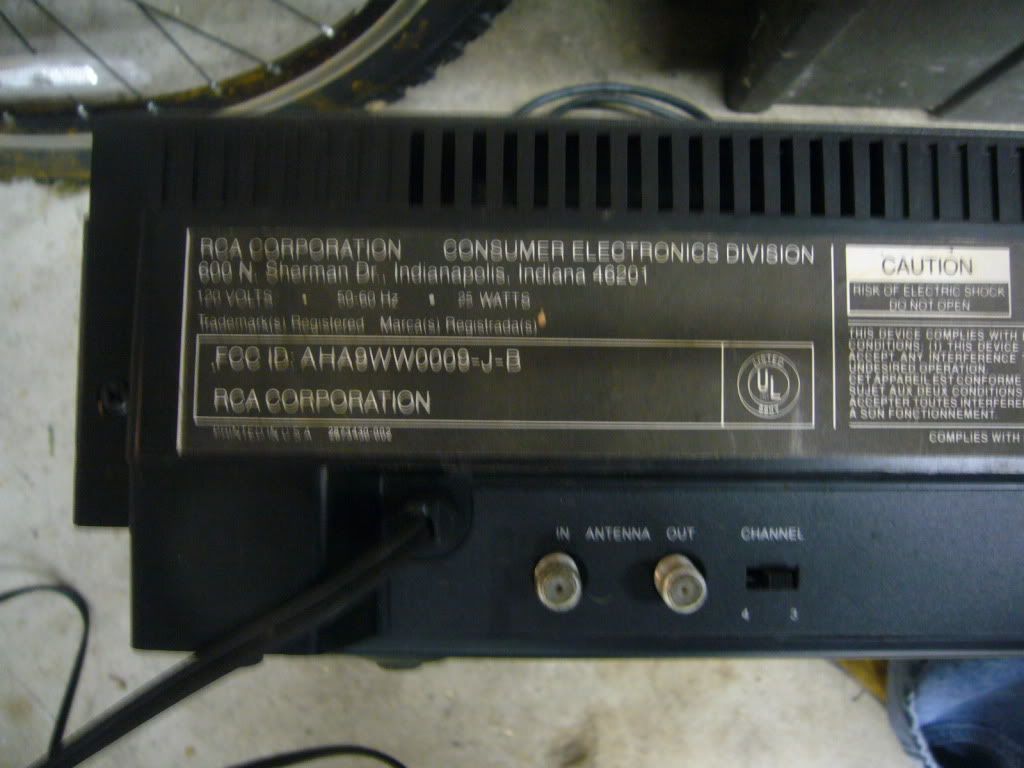 RCA CORPORATION CONSUMER ELECTRONICS DIVISION
600 N. Sherman Dr., Indianapolis, Indiana 46201
120 VOLTS 50-60 Hz 25 WATTS
Trademark(s) Registered Marca(s) Registrada(s)
FCC ID: AHA9WW0009-J-B
RCA CORPORATION
LISTED
UL
PRINTED IN U.S.A.
CAUTION
RISK OF ELECTRIC SHOCK
DO NOT OPEN
THIS DEVICE COMPLIES WITH
CONDITIONS. (1) THIS DEVICE
ACCEPT ANY INTERFERENCE
UNDESIRED OPERATION.
CET APPAREIL EST CONFORME
SUJET AUX DEUX CONDITIONS
ACCEPTER TOUTES INTERFERE
A SON FONCTIONNEMENT.
COMPLIES WITH
IN ANTENNA OUT CHANNEL
4 3